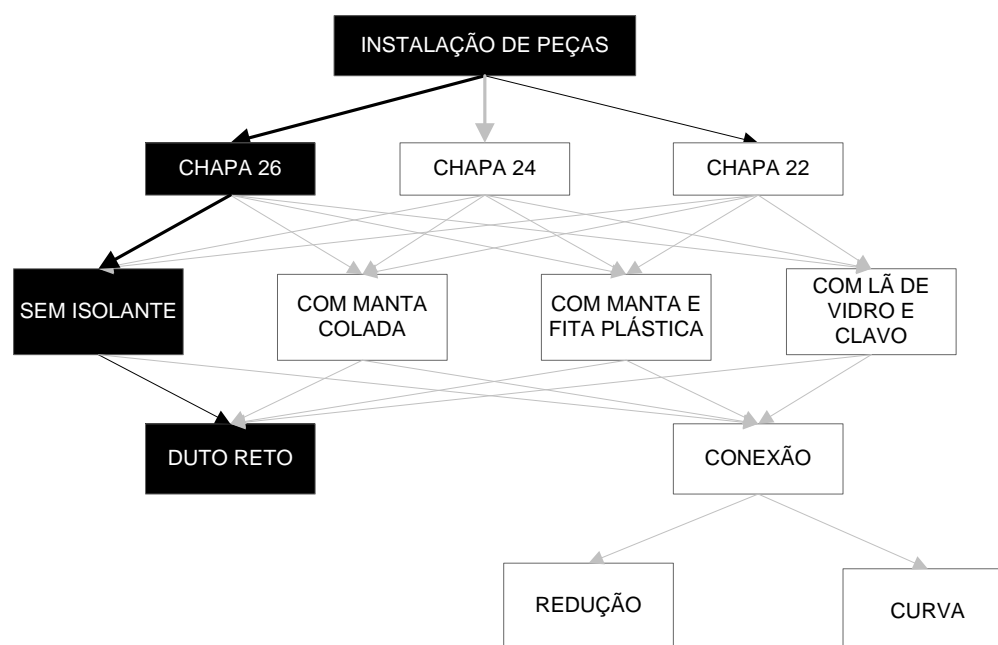 INSTALAÇÃO DE PEÇAS
CHAPA 26
CHAPA 24
CHAPA 22
SEM ISOLANTE
COM MANTA
COLADA
COM MANTA E
FITA PLÁSTICA
COM LÃ DE
VIDRO E
CLAVO
DUTO RETO
CONEXÃO
REDUÇÃO
CURVA